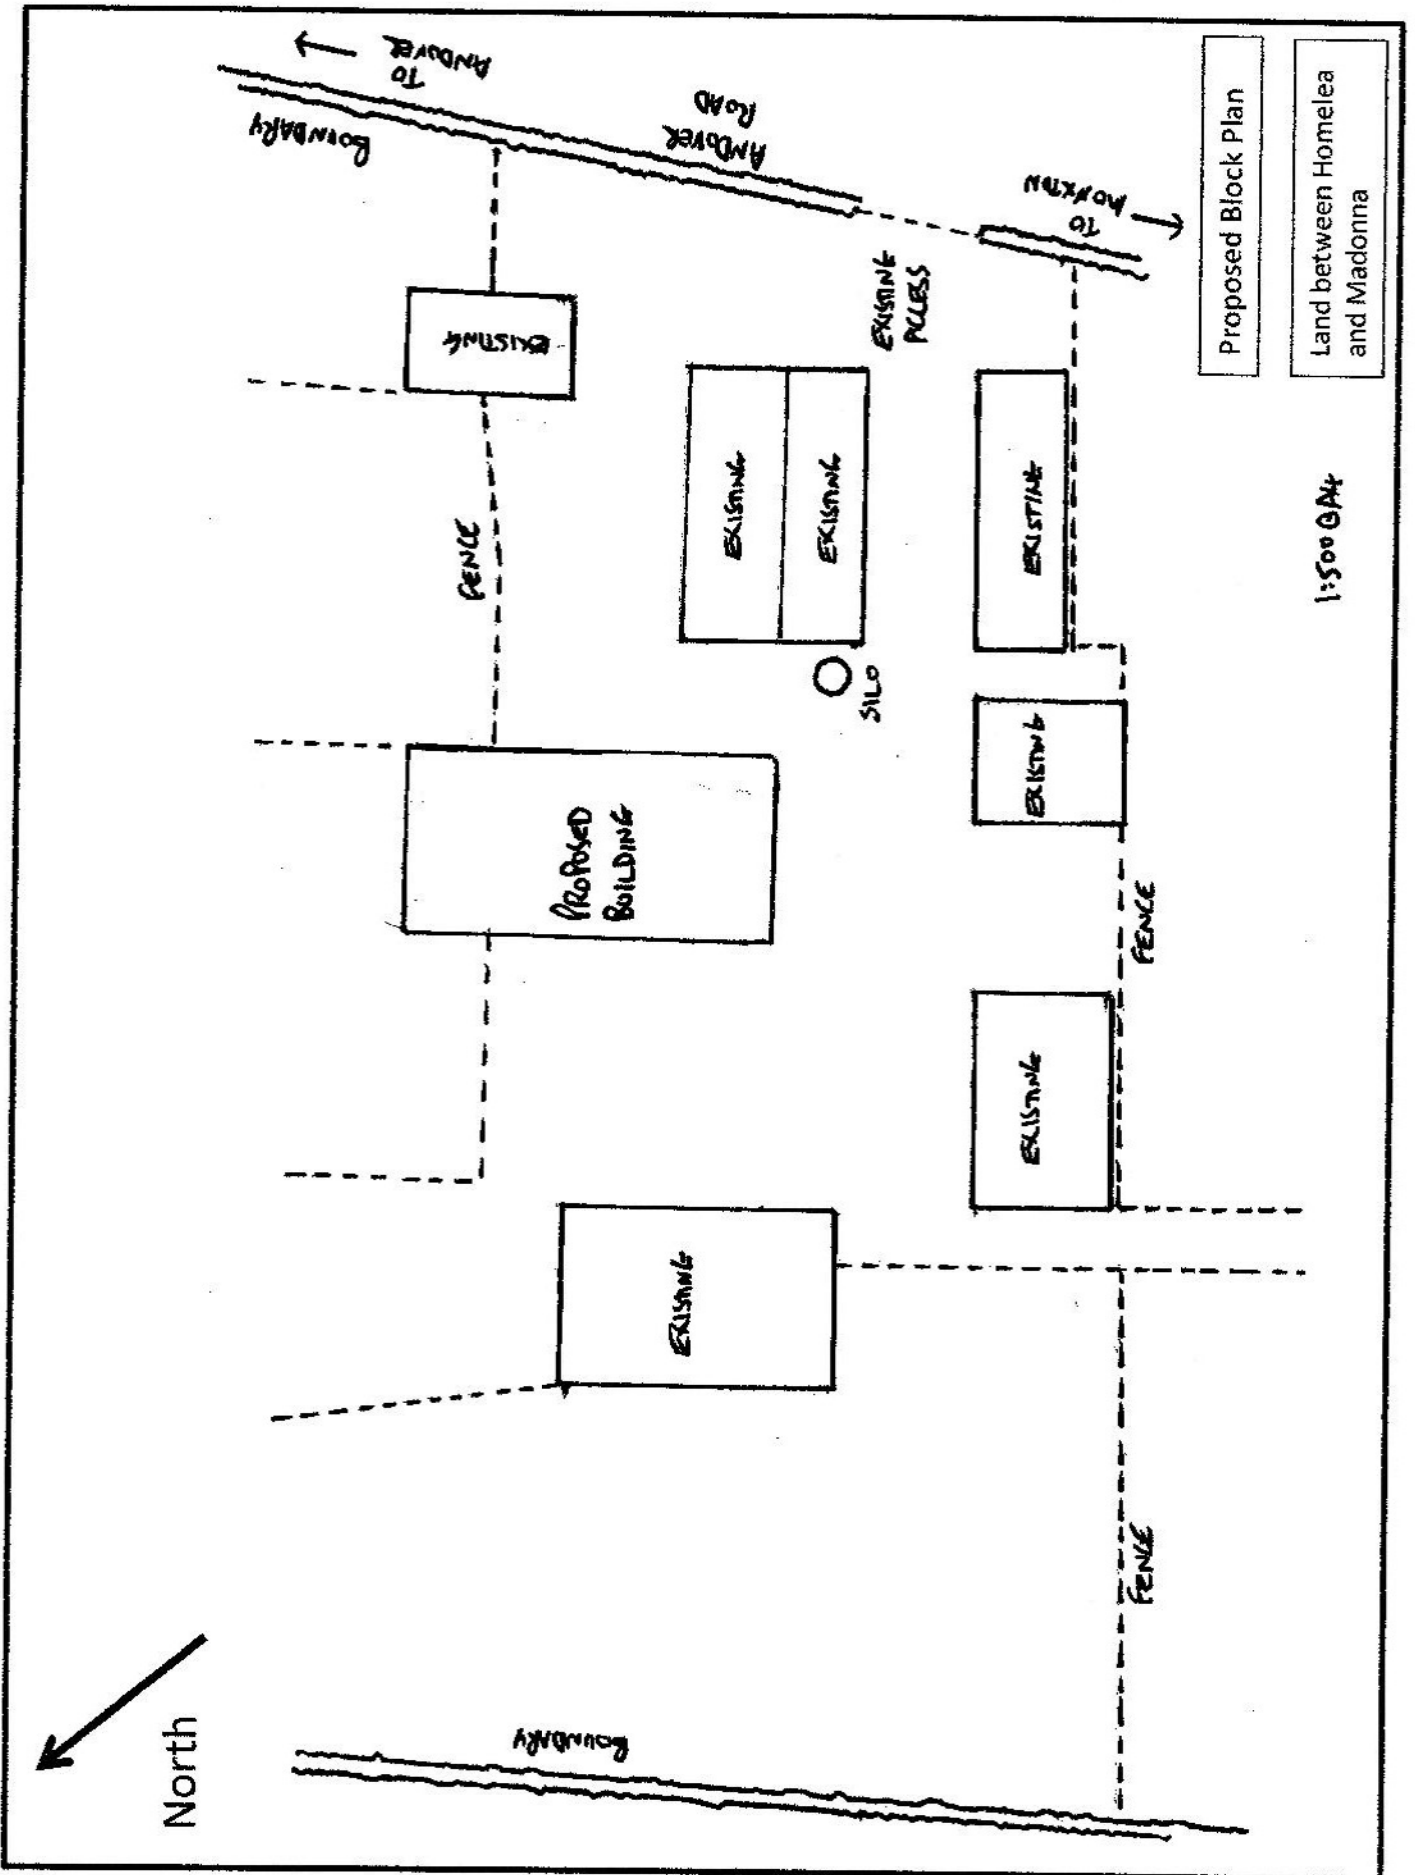 North
BOUNDARY
FENCE
EXISTING
EXISTING
FENCE
PROPOSED
BUILDING
EXISTING
SILO
FENCE
EXISTING
EXISTING
EXISTING
EXISTING
EXISTING
ACCESS
BOUNDARY
TO
ANDOVER
ANDOVER
ROAD
TO
MONXTON
1:500@A4
Proposed Block Plan
Land between Homelea
and Madonna